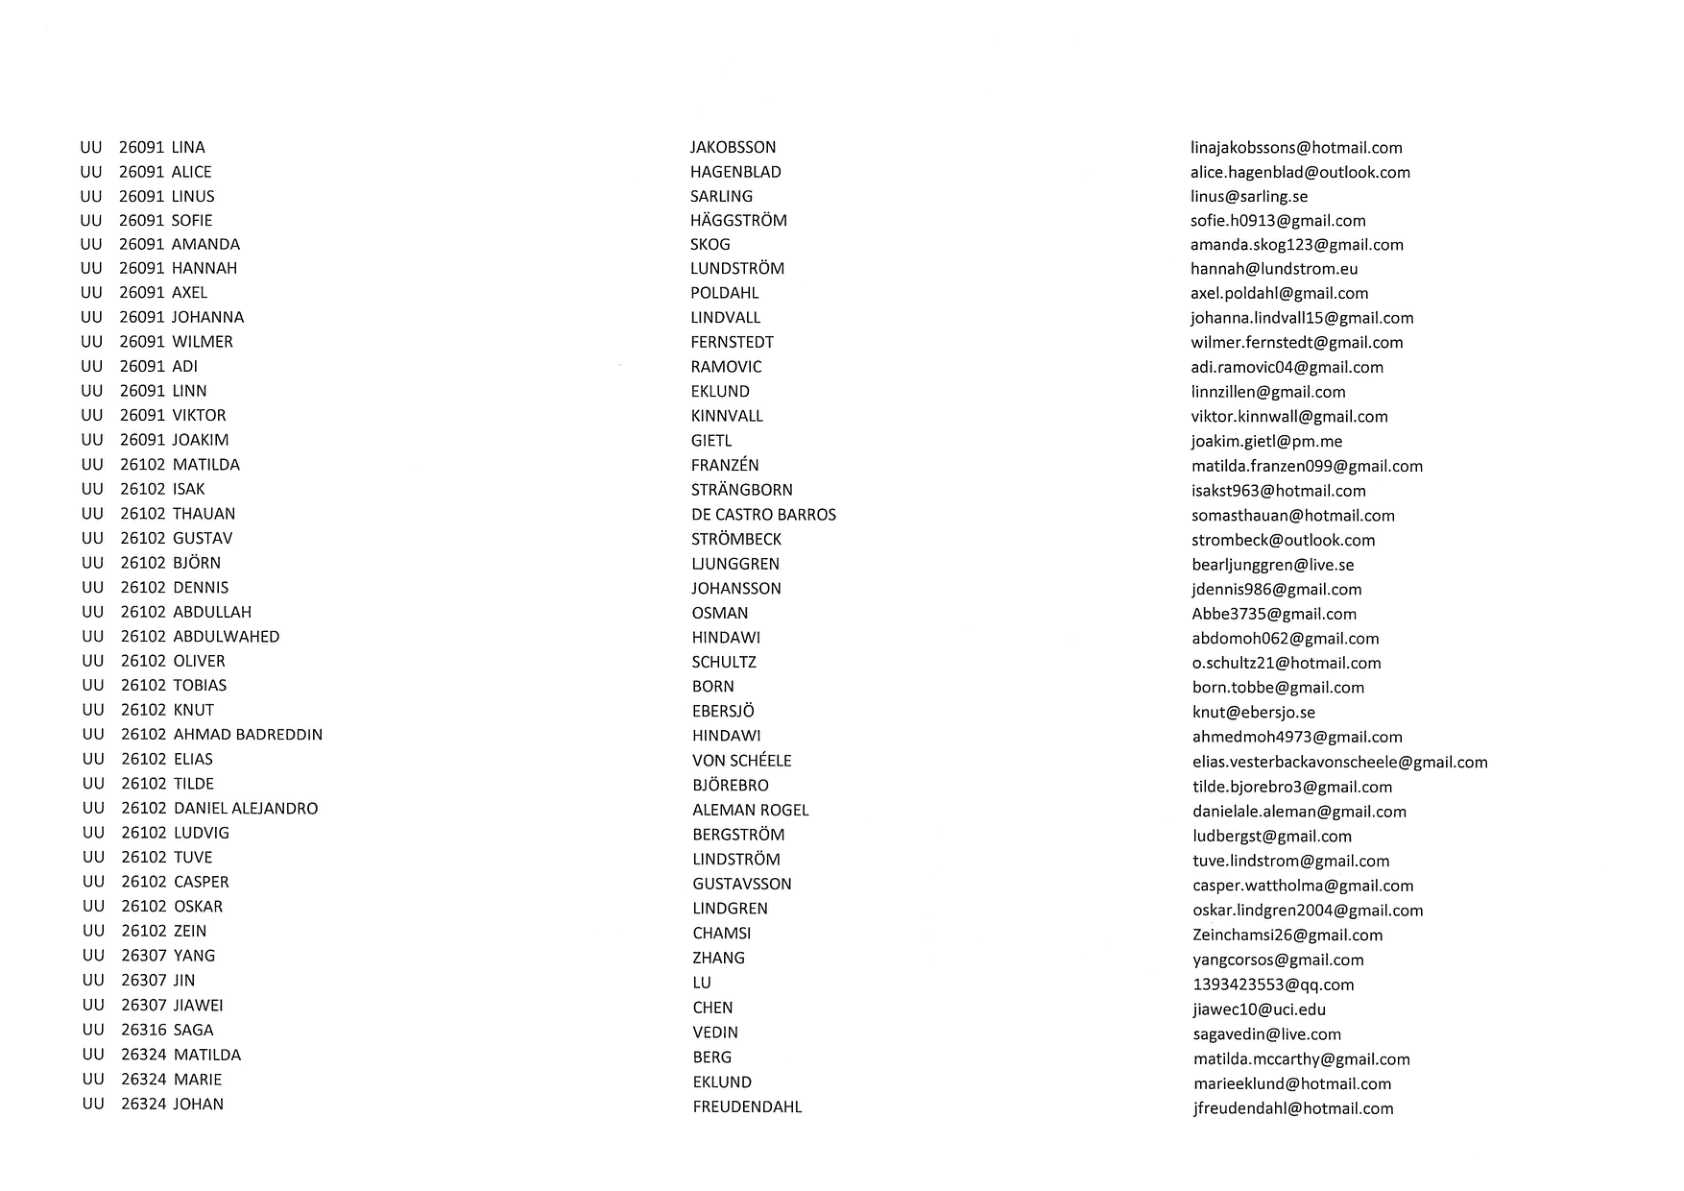 UU 26091 LINA JAKOBSSON linajakobssons@hotmail.com
UU 26091 ALICE HAGENBLAD alice.hagenblad@outlook.com
UU 26091 LINUS SARLING linus@sarling.se
UU 26091 SOFIE HÄGGSTRÖM sofie.h0913@gmail.com
UU 26091 AMANDA SKOG amanda.skog123@gmail.com
UU 26091 HANNAH LUNDSTRÖM hannah@lundstrom.eu
UU 26091 AXEL POLDAHL axel.poldahl@gmail.com
UU 26091 JOHANNA LINDVALL johanna.lindvall15@gmail.com
UU 26091 WILMER FERNSTEDT wilmer.fernstedt@gmail.com
UU 26091 ADI RAMOVIC adi.ramovic04@gmail.com
UU 26091 LINN EKLUND linnzillen@gmail.com
UU 26091 VIKTOR KINNVALL viktor.kinnwall@gmail.com
UU 26091 JOAKIM GIETL joakim.gietl@pm.me
UU 26102 MATILDA FRANZÉN matilda.franzen099@gmail.com
UU 26102 ISAK STRÄNGBORN isakst963@hotmail.com
UU 26102 THAUAN DE CASTRO BARROS somasthauan@hotmail.com
UU 26102 GUSTAV STRÖMBECK strombeck@outlook.com
UU 26102 BJÖRN LJUNGGREN bearljunggren@live.se
UU 26102 DENNIS JOHANSSON jdennis986@gmail.com
UU 26102 ABDULLAH OSMAN Abbe3735@gmail.com
UU 26102 ABDULWAHED HINDAWI abdomoh062@gmail.com
UU 26102 OLIVER SCHULTZ o.schultz21@hotmail.com
UU 26102 TOBIAS BORN born.tobbe@gmail.com
UU 26102 KNUT EBERSJÖ knut@ebersjo.se
UU 26102 AHMAD BADREDDIN HINDAWI ahmedmoh4973@gmail.com
UU 26102 ELIAS VON SCHÉELE elias.vesterbackavonscheele@gmail.com
UU 26102 TILDE BJÖREBRO tilde.bjorebro3@gmail.com
UU 26102 DANIEL ALEJANDRO ALEMAN ROGEL danielale.aleman@gmail.com
UU 26102 LUDVIG BERGSTRÖM ludbergst@gmail.com
UU 26102 TUVE LINDSTRÖM tuve.lindstrom@gmail.com
UU 26102 CASPER GUSTAVSSON casper.wattholma@gmail.com
UU 26102 OSKAR LINDGREN oskar.lindgren2004@gmail.com
UU 26102 ZEIN CHAMSI Zeinchamsi26@gmail.com
UU 26307 YANG ZHANG yangcorsos@gmail.com
UU 26307 JIN LU 1393423553@qq.com
UU 26307 JIAWEI CHEN jiawec10@uci.edu
UU 26316 SAGA VEDIN sagavedin@live.com
UU 26324 MATILDA BERG matilda.mccarthy@gmail.com
UU 26324 MARIE EKLUND marieeklund@hotmail.com
UU 26324 JOHAN FREUDENDAHL jfreudendahl@hotmail.com